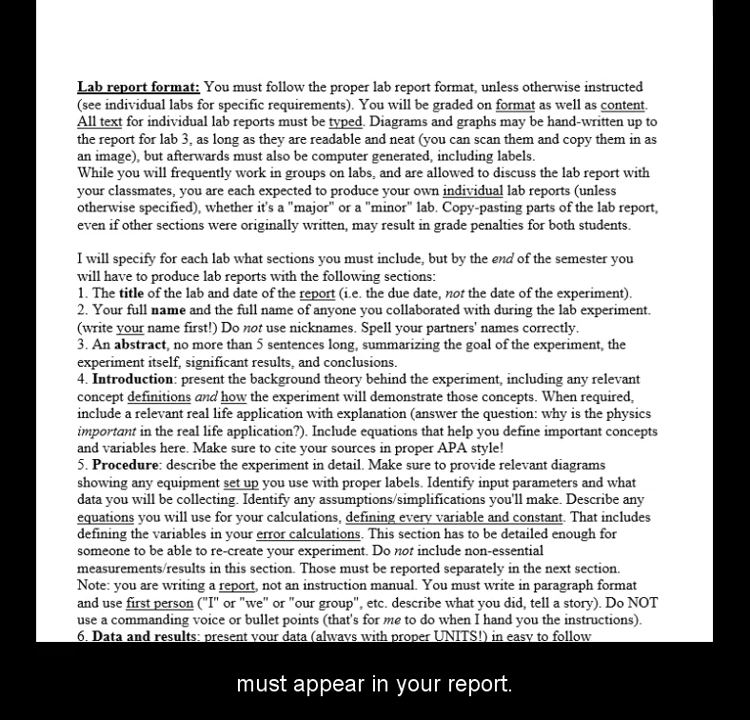 Lab report format: You must follow the proper lab report format, unless otherwise instructed
(see individual labs for specific requirements). You will be graded on format as well as content.
All text for individual lab reports must be typed. Diagrams and graphs may be hand-written up to
the report for lab 3, as long as they are readable and neat (you can scan them and copy them in as
an image), but afterwards must also be computer generated, including labels.
While you will frequently work in groups on labs, and are allowed to discuss the lab report with
your classmates, you are each expected to produce your own individual lab reports (unless
otherwise specified), whether it's a "major" or a "minor" lab. Copy-pasting parts of the lab report,
even if other sections were originally written, may result in grade penalties for both students.
I will specify for each lab what sections you must include, but by the end of the semester you
will have to produce lab reports with the following sections:
1. The title of the lab and date of the report (i.e. the due date, not the date of the experiment).
2. Your full name and the full name of anyone you collaborated with during the lab experiment.
(write your name first!) Do not use nicknames. Spell your partners' names correctly.
3. An abstract, no more than 5 sentences long, summarizing the goal of the experiment, the
experiment itself, significant results, and conclusions.
4. Introduction: present the background theory behind the experiment, including any relevant
concept definitions and how the experiment will demonstrate those concepts. When required,
include a relevant real life application with explanation (answer the question: why is the physics
important in the real life application?). Include equations that help you define important concepts
and variables here. Make sure to cite your sources in proper APA style!
5. Procedure: describe the experiment in detail. Make sure to provide relevant diagrams
showing any equipment set up you use with proper labels. Identify input parameters and what
data you will be collecting. Identify any assumptions/simplifications you'll make. Describe any
equations you will use for your calculations, defining every variable and constant. That includes
defining the variables in your error calculations. This section has to be detailed enough for
someone to be able to re-create your experiment. Do not include non-essential
measurements/results in this section. Those must be reported separately in the next section.
Note: you are writing a report, not an instruction manual. You must write in paragraph format
and use first person ("I" or "we" or "our group", etc. describe what you did, tell a story). Do NOT
use a commanding voice or bullet points (that's for me to do when I hand you the instructions).
6. Data and results: present your data (always with proper UNITS!) in easy to follow
must appear in your report.